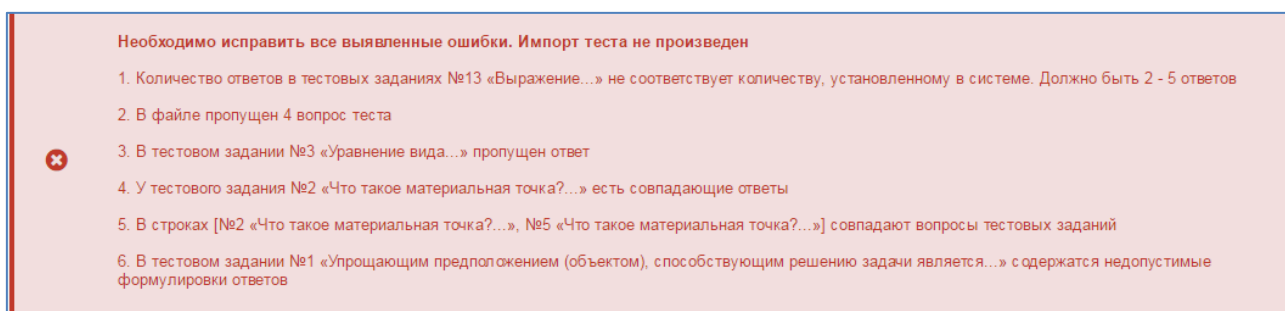 Необходимо исправить все выявленные ошибки. Импорт теста не произведен
1. Количество ответов в тестовых заданиях №13 «Выражение...» не соответствует количеству, установленному в системе. Должно быть 2 - 5 ответов
2. В файле пропущен 4 вопрос теста
3. В тестовом задании №3 «Уравнение вида...» пропущен ответ
4. У тестового задания №2 «Что такое материальная точка?...» есть совпадающие ответы
5. В строках [№2 «Что такое материальная точка?...», №5 «Что такое материальная точка?...»] совпадают вопросы тестовых заданий
6. В тестовом задании №1 «Упрощающим предположением (объектом), способствующим решению задачи является...» содержатся недопустимые
формулировки ответов